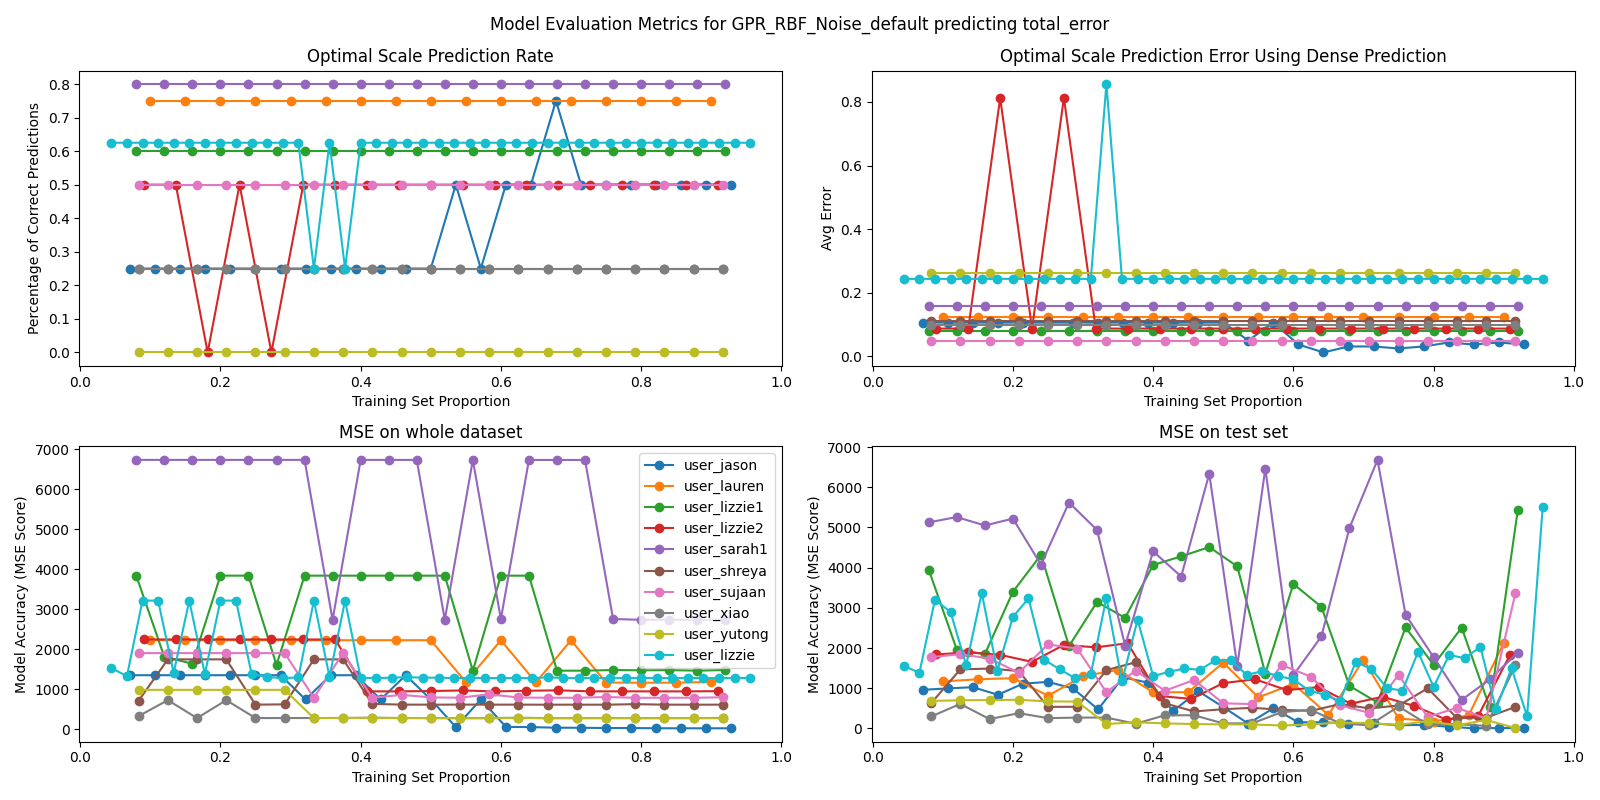 Model Evaluation Metrics for GPR_RBF_Noise_default predicting total_error
Optimal Scale Prediction Rate
Percentage of Correct Predictions
0.8
0.7
0.6
0.5
0.4
0.3
0.2
0.1
0.0
0.0 0.2 0.4 0.6 0.8 1.0
Training Set Proportion
Optimal Scale Prediction Error Using Dense Prediction
Avg Error
0.8
0.6
0.4
0.2
0.0
0.0 0.2 0.4 0.6 0.8 1.0
Training Set Proportion
MSE on whole dataset
Model Accuracy (MSE Score)
7000
6000
5000
4000
3000
2000
1000
0
0.0 0.2 0.4 0.6 0.8 1.0
Training Set Proportion
user_jason
user_lauren
user_lizzie1
user_lizzie2
user_sarah1
user_shreya
user_sujaan
user_xiao
user_yutong
user_lizzie
MSE on test set
Model Accuracy (MSE Score)
7000
6000
5000
4000
3000
2000
1000
0
0.0 0.2 0.4 0.6 0.8 1.0
Training Set Proportion